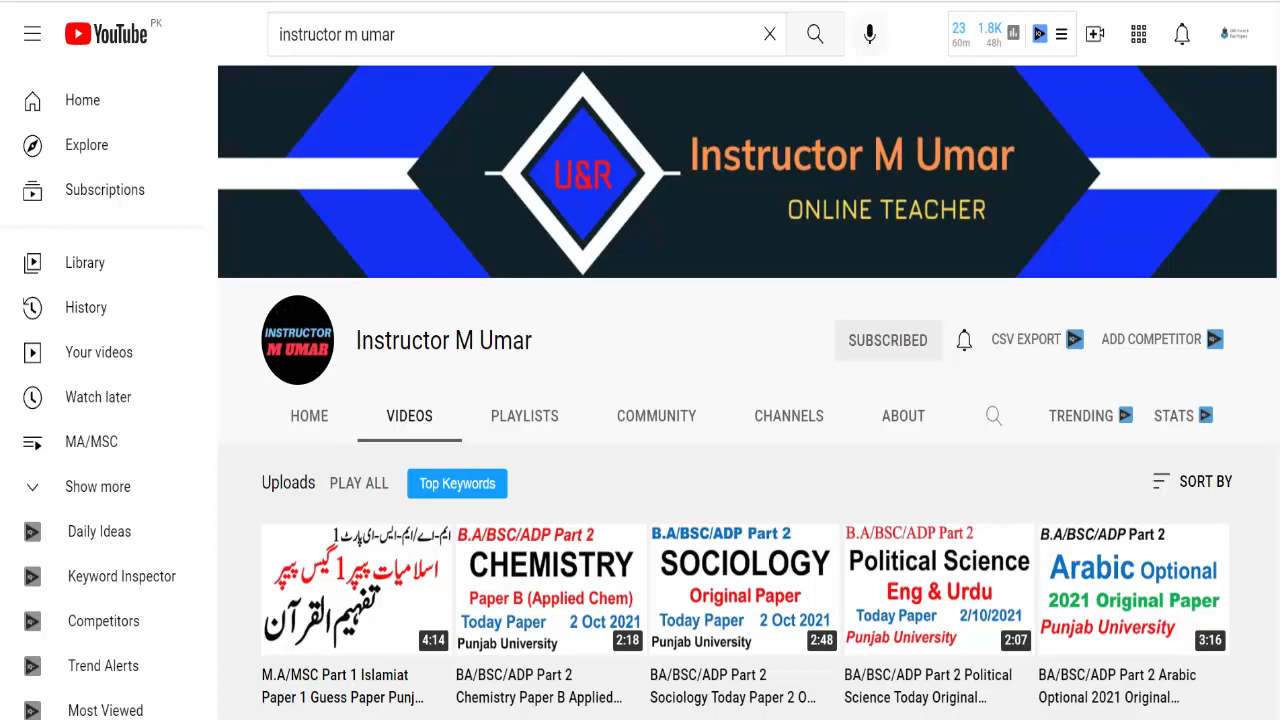 YouTube PK
instructor m umar
23 1.8K
60m 48h
Home
Explore
Subscriptions
Library
History
Your videos
Watch later
MA/MSC
Show more
Daily Ideas
Keyword Inspector
Competitors
Trend Alerts
Most Viewed
U&R
Instructor M Umar
ONLINE TEACHER
INSTRUCTOR
M UMAR
Instructor M Umar
SUBSCRIBED
CSV EXPORT
ADD COMPETITOR
HOME VIDEOS PLAYLISTS COMMUNITY CHANNELS ABOUT TRENDING STATS
Uploads PLAY ALL Top Keywords SORT BY
ایم-اے/ایم-ایس-ای پارٹ 1
اسلامیات پیپر 1 گیس پیپر
تفہیم القرآن
4:14
M.A/MSC Part 1 Islamiat
Paper 1 Guess Paper Punj...
B.A/BSC/ADP Part 2
CHEMISTRY
Paper B (Applied Chem)
Today Paper 2 Oct 2021
Punjab University
2:18
BA/BSC/ADP Part 2
Chemistry Paper B Applied...
B.A/BSC/ADP Part 2
SOCIOLOGY
Original Paper
Today Paper 2 Oct 2021
Punjab University
2:48
BA/BSC/ADP Part 2
Sociology Today Paper 2 O...
B.A/BSC/ADP Part 2
Political Science
Eng & Urdu
Today Paper 2/10/2021
Punjab University
2:07
BA/BSC/ADP Part 2 Political
Science Today Original...
B.A/BSC/ADP Part 2
Arabic Optional
2021 Original Paper
Punjab University
3:16
BA/BSC/ADP Part 2 Arabic
Optional 2021 Original...